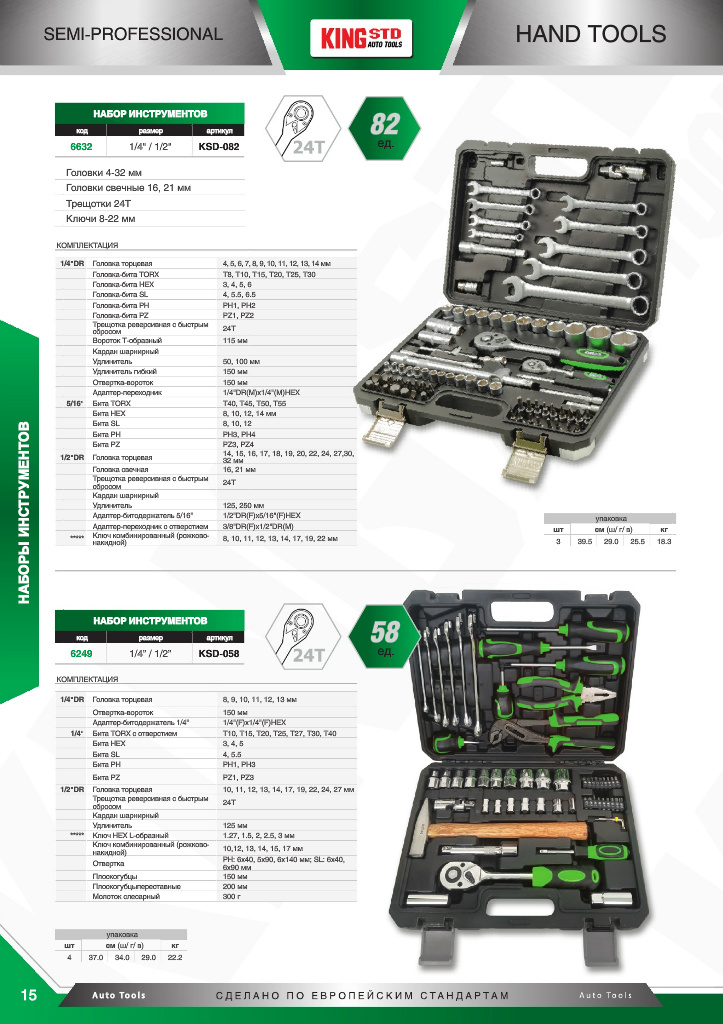 SEMI-PROFESSIONAL
KING STD
AUTO TOOLS
HAND TOOLS
НАБОР ИНСТРУМЕНТОВ
код размер артикул
6632 1/4" / 1/2" KSD-082
24T
82
ед.
Головки 4-32 мм
Головки свечные 16, 21 мм
Трещотки 24Т
Ключи 8-22 мм
КОМПЛЕКТАЦИЯ
1/4"DR Головка торцевая 4, 5, 6, 7, 8, 9, 10, 11, 12, 13, 14 мм
Головка-бита TORX T8, T10, T15, T20, T25, T30
Головка-бита HEX 3, 4, 5, 6
Головка-бита SL 4, 5.5, 6.5
Головка-бита PH PH1, PH2
Головка-бита PZ PZ1, PZ2
Трещотка реверсивная с быстрым
сбросом 24Т
Вороток Т-образный 115 мм
Кардан шарнирный
Удлинитель 50, 100 мм
Удлинитель гибкий 150 мм
Отвертка-вороток 150 мм
Адаптер-переходник 1/4"DR(M)x1/4"(M)HEX
5/16" Бита TORX T40, T45, T50, T55
Бита HEX 8, 10, 12, 14 мм
Бита SL 8, 10, 12
Бита PH PH3, PH4
Бита PZ PZ3, PZ4
1/2"DR Головка торцевая 14, 15, 16, 17, 18, 19, 20, 22, 24, 27,30,
32 мм
Головка свечная 16, 21 мм
Трещотка реверсивная с быстрым
сбросом 24Т
Кардан шарнирный
Удлинитель 125, 250 мм
Адаптер-битодержатель 5/16" 1/2"DR(F)x5/16"(F)HEX
Адаптер-переходник с отверстием 3/8"DR(F)x1/2"DR(M)
***** Ключ комбинированный (рожково-
накидной) 8, 10, 11, 12, 13, 14, 17, 19, 22 мм
упаковка
шт см (ш/ г/ в) кг
3 39.5 29.0 25.5 18.3
НАБОРЫ ИНСТРУМЕНТОВ
НАБОР ИНСТРУМЕНТОВ
код размер артикул
6249 1/4" / 1/2" KSD-058
24T
58
ед.
КОМПЛЕКТАЦИЯ
1/4"DR Головка торцевая 8, 9, 10, 11, 12, 13 мм
Отвертка-вороток 150 мм
Адаптер-битодержатель 1/4" 1/4"(F)x1/4"(F)HEX
1/4" Бита TORX с отверстием T10, T15, T20, T25, T27, T30, T40
Бита HEX 3, 4, 5
Бита SL 4, 5.5
Бита PH PH1, PH3
Бита PZ PZ1, PZ3
1/2"DR Головка торцевая 10, 11, 12, 13, 14, 17, 19, 22, 24, 27 мм
Трещотка реверсивная с быстрым
сбросом 24Т
Кардан шарнирный
Удлинитель 125 мм
***** Ключ HEX L-образный 1.27, 1.5, 2, 2.5, 3 мм
Ключ комбинированный (рожково-
накидной) 10,12, 13, 14, 15, 17 мм
Отвертка PH: 6x40, 5x90, 6x140 мм; SL: 6x40,
6x90 мм
Плоскогубцы 150 мм
Плоскогубцыпереставные 200 мм
Молоток слесарный 300 г
упаковка
шт см (ш/ г/ в) кг
4 37.0 34.0 29.0 22.2
15
Auto Tools
СДЕЛАНО ПО ЕВРОПЕЙСКИМ СТАНДАРТАМ
Auto Tools